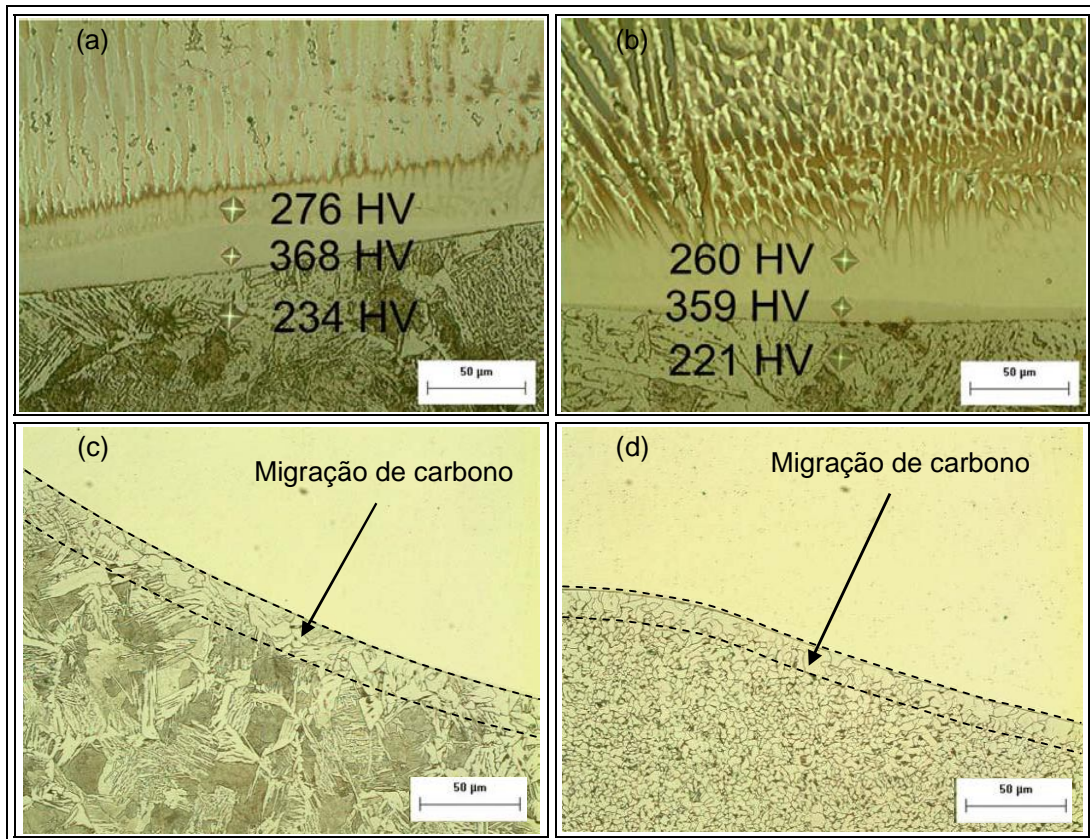 (a)
276 HV
368 HV
234 HV
50 µm
(b)
260 HV
359 HV
221 HV
50 µm
(c)
Migração de carbono
50 µm
(d)
Migração de carbono
50 µm